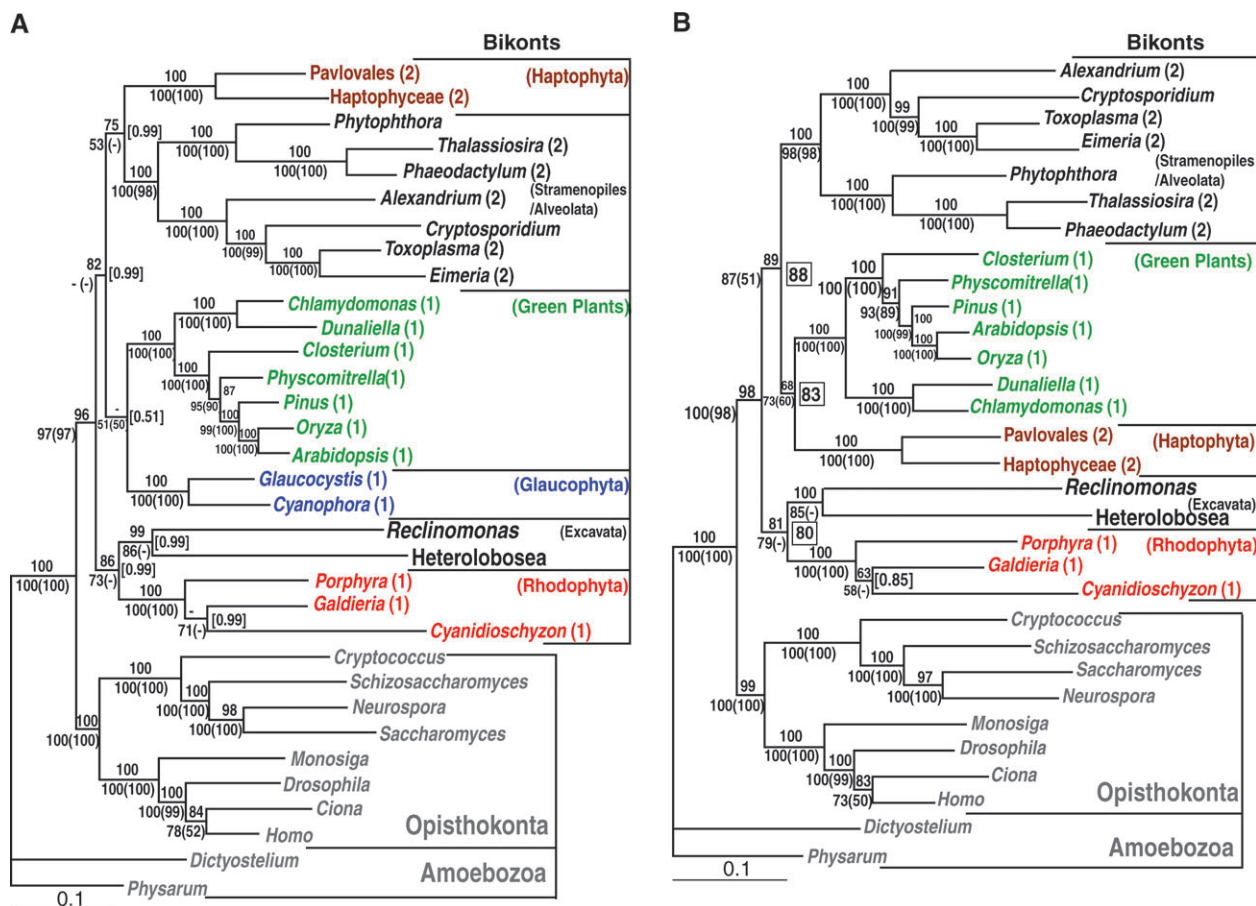 A
Bikonts
100
Pavlovales (2)
(Haptophyta)
100(100)
Haptophyceae (2)
75
53 (-)
[0.99]
100
Phytophthora
100(100)
100
Thalassiosira (2)
100(100)
Phaeodactylum (2)
100
100(98)
(Stramenopiles
/Alveolata)
Alexandrium (2)
100
100(100)
100
Cryptosporidium
100(99)
100
Toxoplasma (2)
100(100)
Eimeria (2)
82
- (-)
[0.99]
100
Chlamydomonas (1)
(Green Plants)
100(100)
Dunaliella (1)
100
100(100)
Closterium (1)
100
100(100)
Physcomitrella(1)
87
95(90)
Pinus (1)
100
99(100)
Oryza (1)
100
100(100)
Arabidopsis (1)
-
51(50)
[0.51]
96
97(97)
100
Glaucocystis (1)
(Glaucophyta)
100(100)
Cyanophora (1)
99
Reclinomonas
(Excavata)
86(-)
[0.99]
Heterolobosea
86
73(-)
[0.99]
100
Porphyra (1)
(Rhodophyta)
100(100)
Galdieria (1)
-
71(-)
[0.99]
Cyanidioschyzon (1)
100
100(100)
100
Cryptococcus
100(100)
100
Schizosaccharomyces
100(100)
98
Neurospora
100(100)
Saccharomyces
100
100(100)
100
Monosiga
100(100)
100
Drosophila
100(99)
84
Ciona
78(52)
Homo
Opisthokonta
Dictyostelium
Amoebozoa
Physarum
0.1
B
Bikonts
100
Alexandrium (2)
100(100)
99
Cryptosporidium
100(99)
100
Toxoplasma (2)
100(100)
Eimeria (2)
100
98(98)
(Stramenopiles
/Alveolata)
100
Phytophthora
100(100)
100
Thalassiosira (2)
100(100)
Phaeodactylum (2)
89
87(51)
88
100
Closterium (1)
(Green Plants)
100
(100)
91
Physcomitrella(1)
93(89)
100
Pinus (1)
100(99)
100
Arabidopsis (1)
100(100)
Oryza (1)
100
100(100)
100
Dunaliella (1)
100(100)
Chlamydomonas (1)
68
73(60)
83
98
100(98)
100
Pavlovales (2)
(Haptophyta)
100(100)
Haptophyceae (2)
100
Reclinomonas
85(-)
(Excavata)
Heterolobosea
81
79(-)
80
100
Porphyra (1)
(Rhodophyta)
100(100)
Galdieria (1)
63
58(-)
[0.85]
Cyanidioschyzon (1)
100
100(100)
100
Cryptococcus
100(100)
100
Schizosaccharomyces
100(100)
97
Saccharomyces
100(100)
Neurospora
99
100(100)
100
Monosiga
100(100)
100
Drosophila
100(99)
83
Ciona
73(50)
Homo
Opisthokonta
Dictyostelium
Amoebozoa
Physarum
0.1